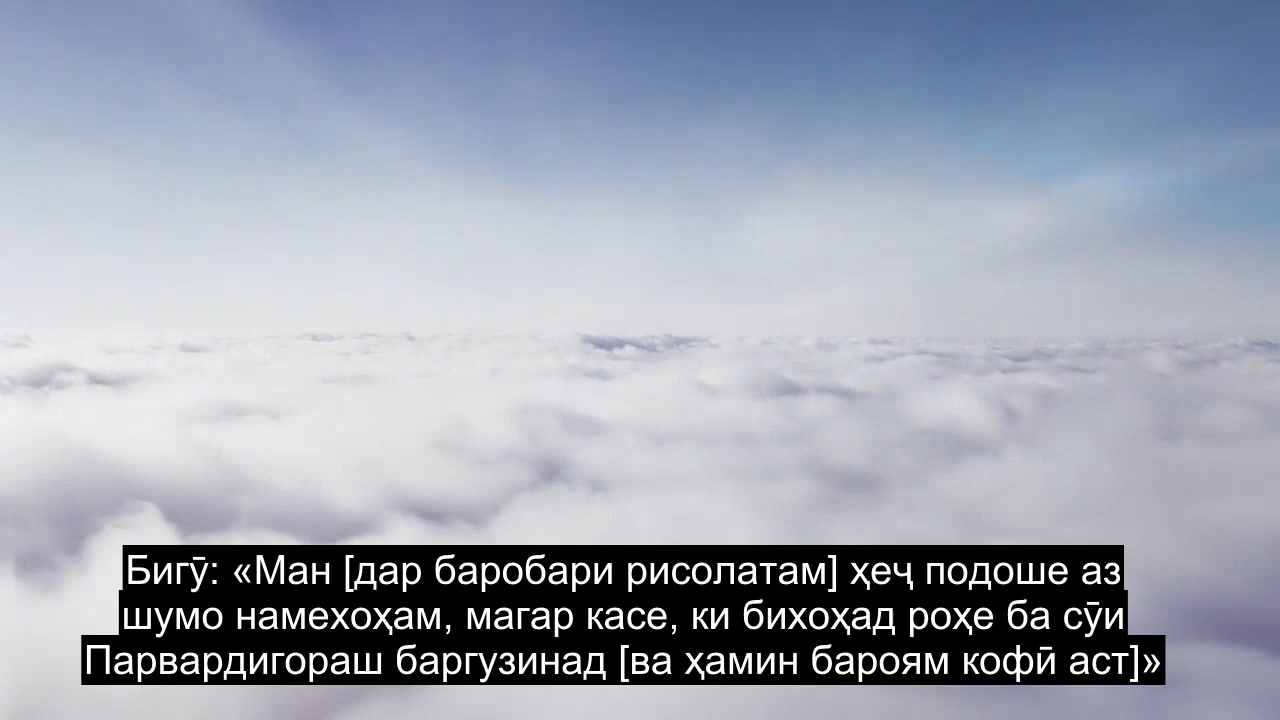 Бигӯ: «Ман [дар баробари рисолатам] ҳеҷ подоше аз
шумо намехоҳам, магар касе, ки бихоҳад роҳе ба сӯи
Парвардигораш баргузинад [ва ҳамин бароям кофӣ аст]»